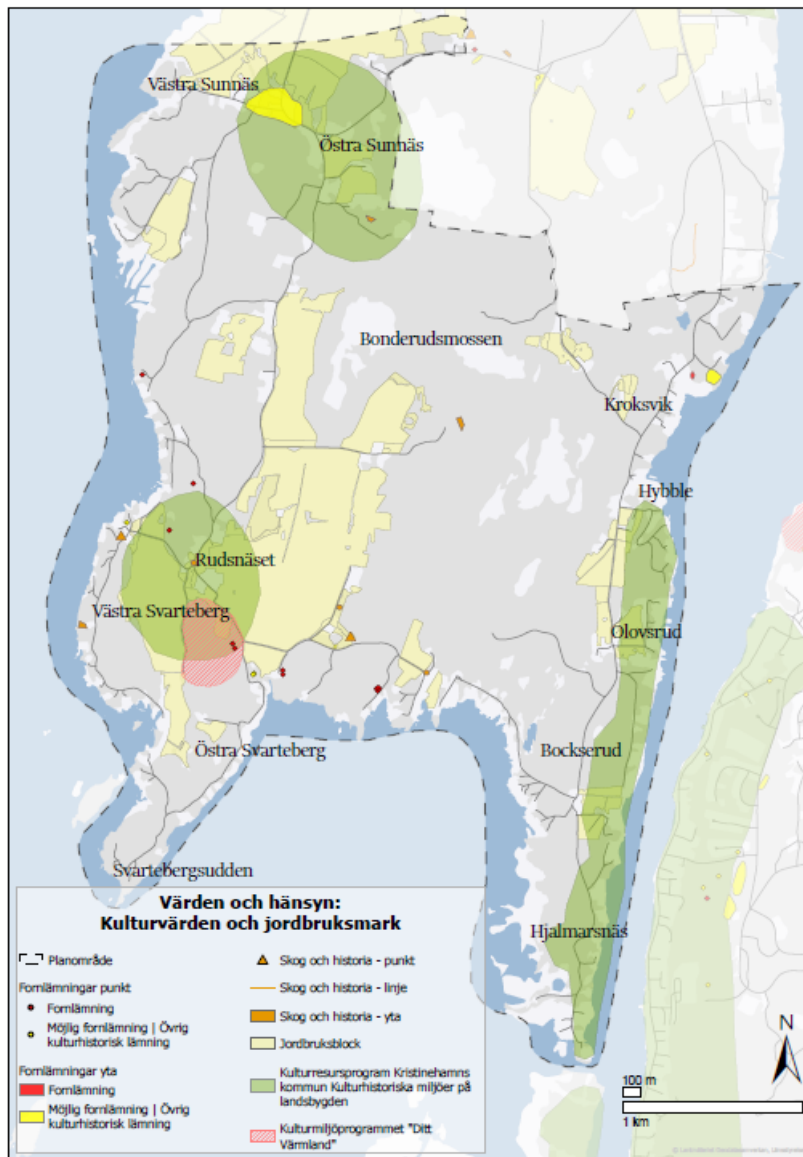 Västra Sunnäs
Östra Sunnäs
Bonderudsmossen
Kroksvik
Hybble
Rudsnäset
Västra Svarteberg
Olovsrud
Östra Svarteberg
Bockserud
Svartebergsudden
Hjalmarsnäs
Värden och hänsyn:
Kulturvärden och jordbruksmark
Planområde
Fornlämningar punkt
Fornlämning
Möjlig fornlämning | Övrig
kulturhistorisk lämning
Fornlämningar yta
Fornlämning
Möjlig fornlämning | Övrig
kulturhistorisk lämning
Skog och historia - punkt
Skog och historia - linje
Skog och historia - yta
Jordbruksblock
Kulturresursprogram Kristinehamns
kommun Kulturhistoriska miljöer på
landsbygden
Kulturmiljöprogrammet "Ditt
Värmland"
N
100 m
1 km